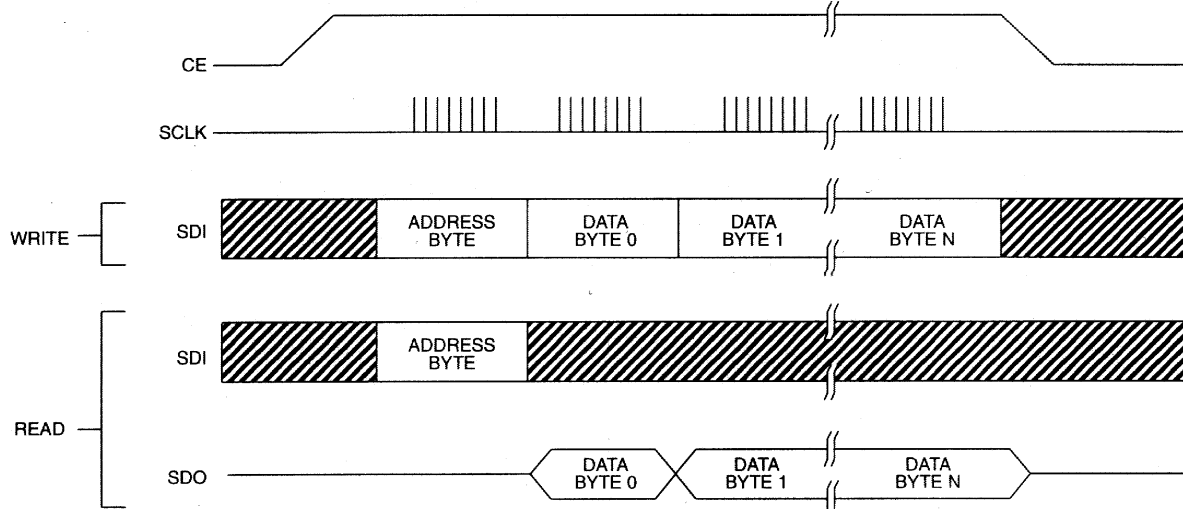 CE
SCLK
WRITE
SDI
ADDRESS
BYTE
DATA
BYTE 0
DATA
BYTE 1
DATA
BYTE N
READ
SDI
ADDRESS
BYTE
SDO
DATA
BYTE 0
DATA
BYTE 1
DATA
BYTE N